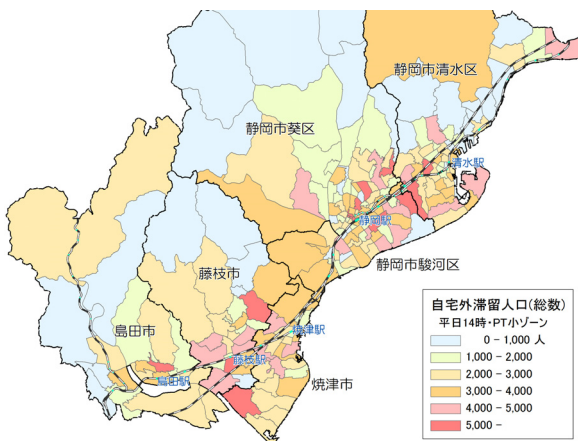 静岡市清水区
静岡市葵区
清水駅
静岡駅
静岡市駿河区
藤枝市
島田市
焼津駅
藤枝駅
島田駅
焼津市
自宅外滞留人口(総数)
平日14時・PT小ゾーン
0 - 1,000 人
1,000 - 2,000
2,000 - 3,000
3,000 - 4,000
4,000 - 5,000
5,000 -